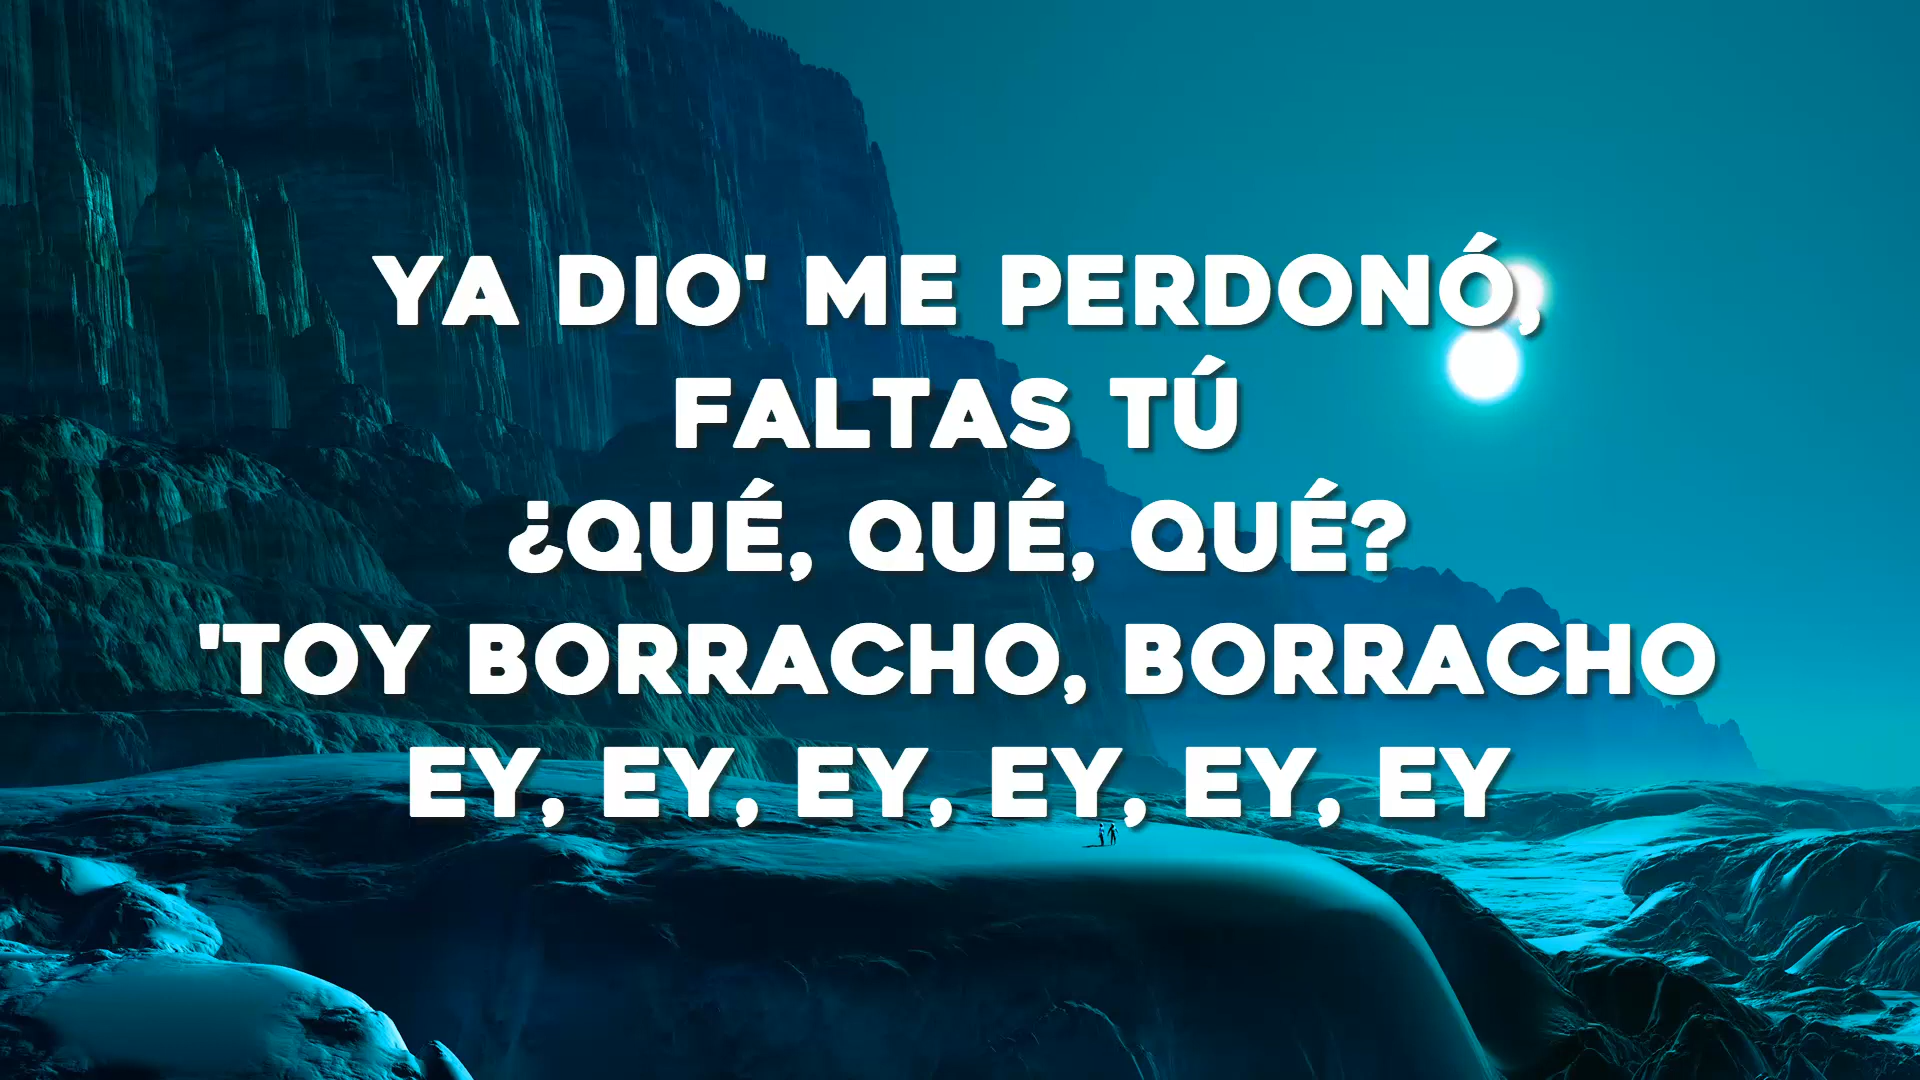 YA DIO' ME PERDONÓ,
FALTAS TÚ
¿QUÉ, QUÉ, QUÉ?
'TOY BORRACHO, BORRACHO
EY, EY, EY, EY, EY, EY